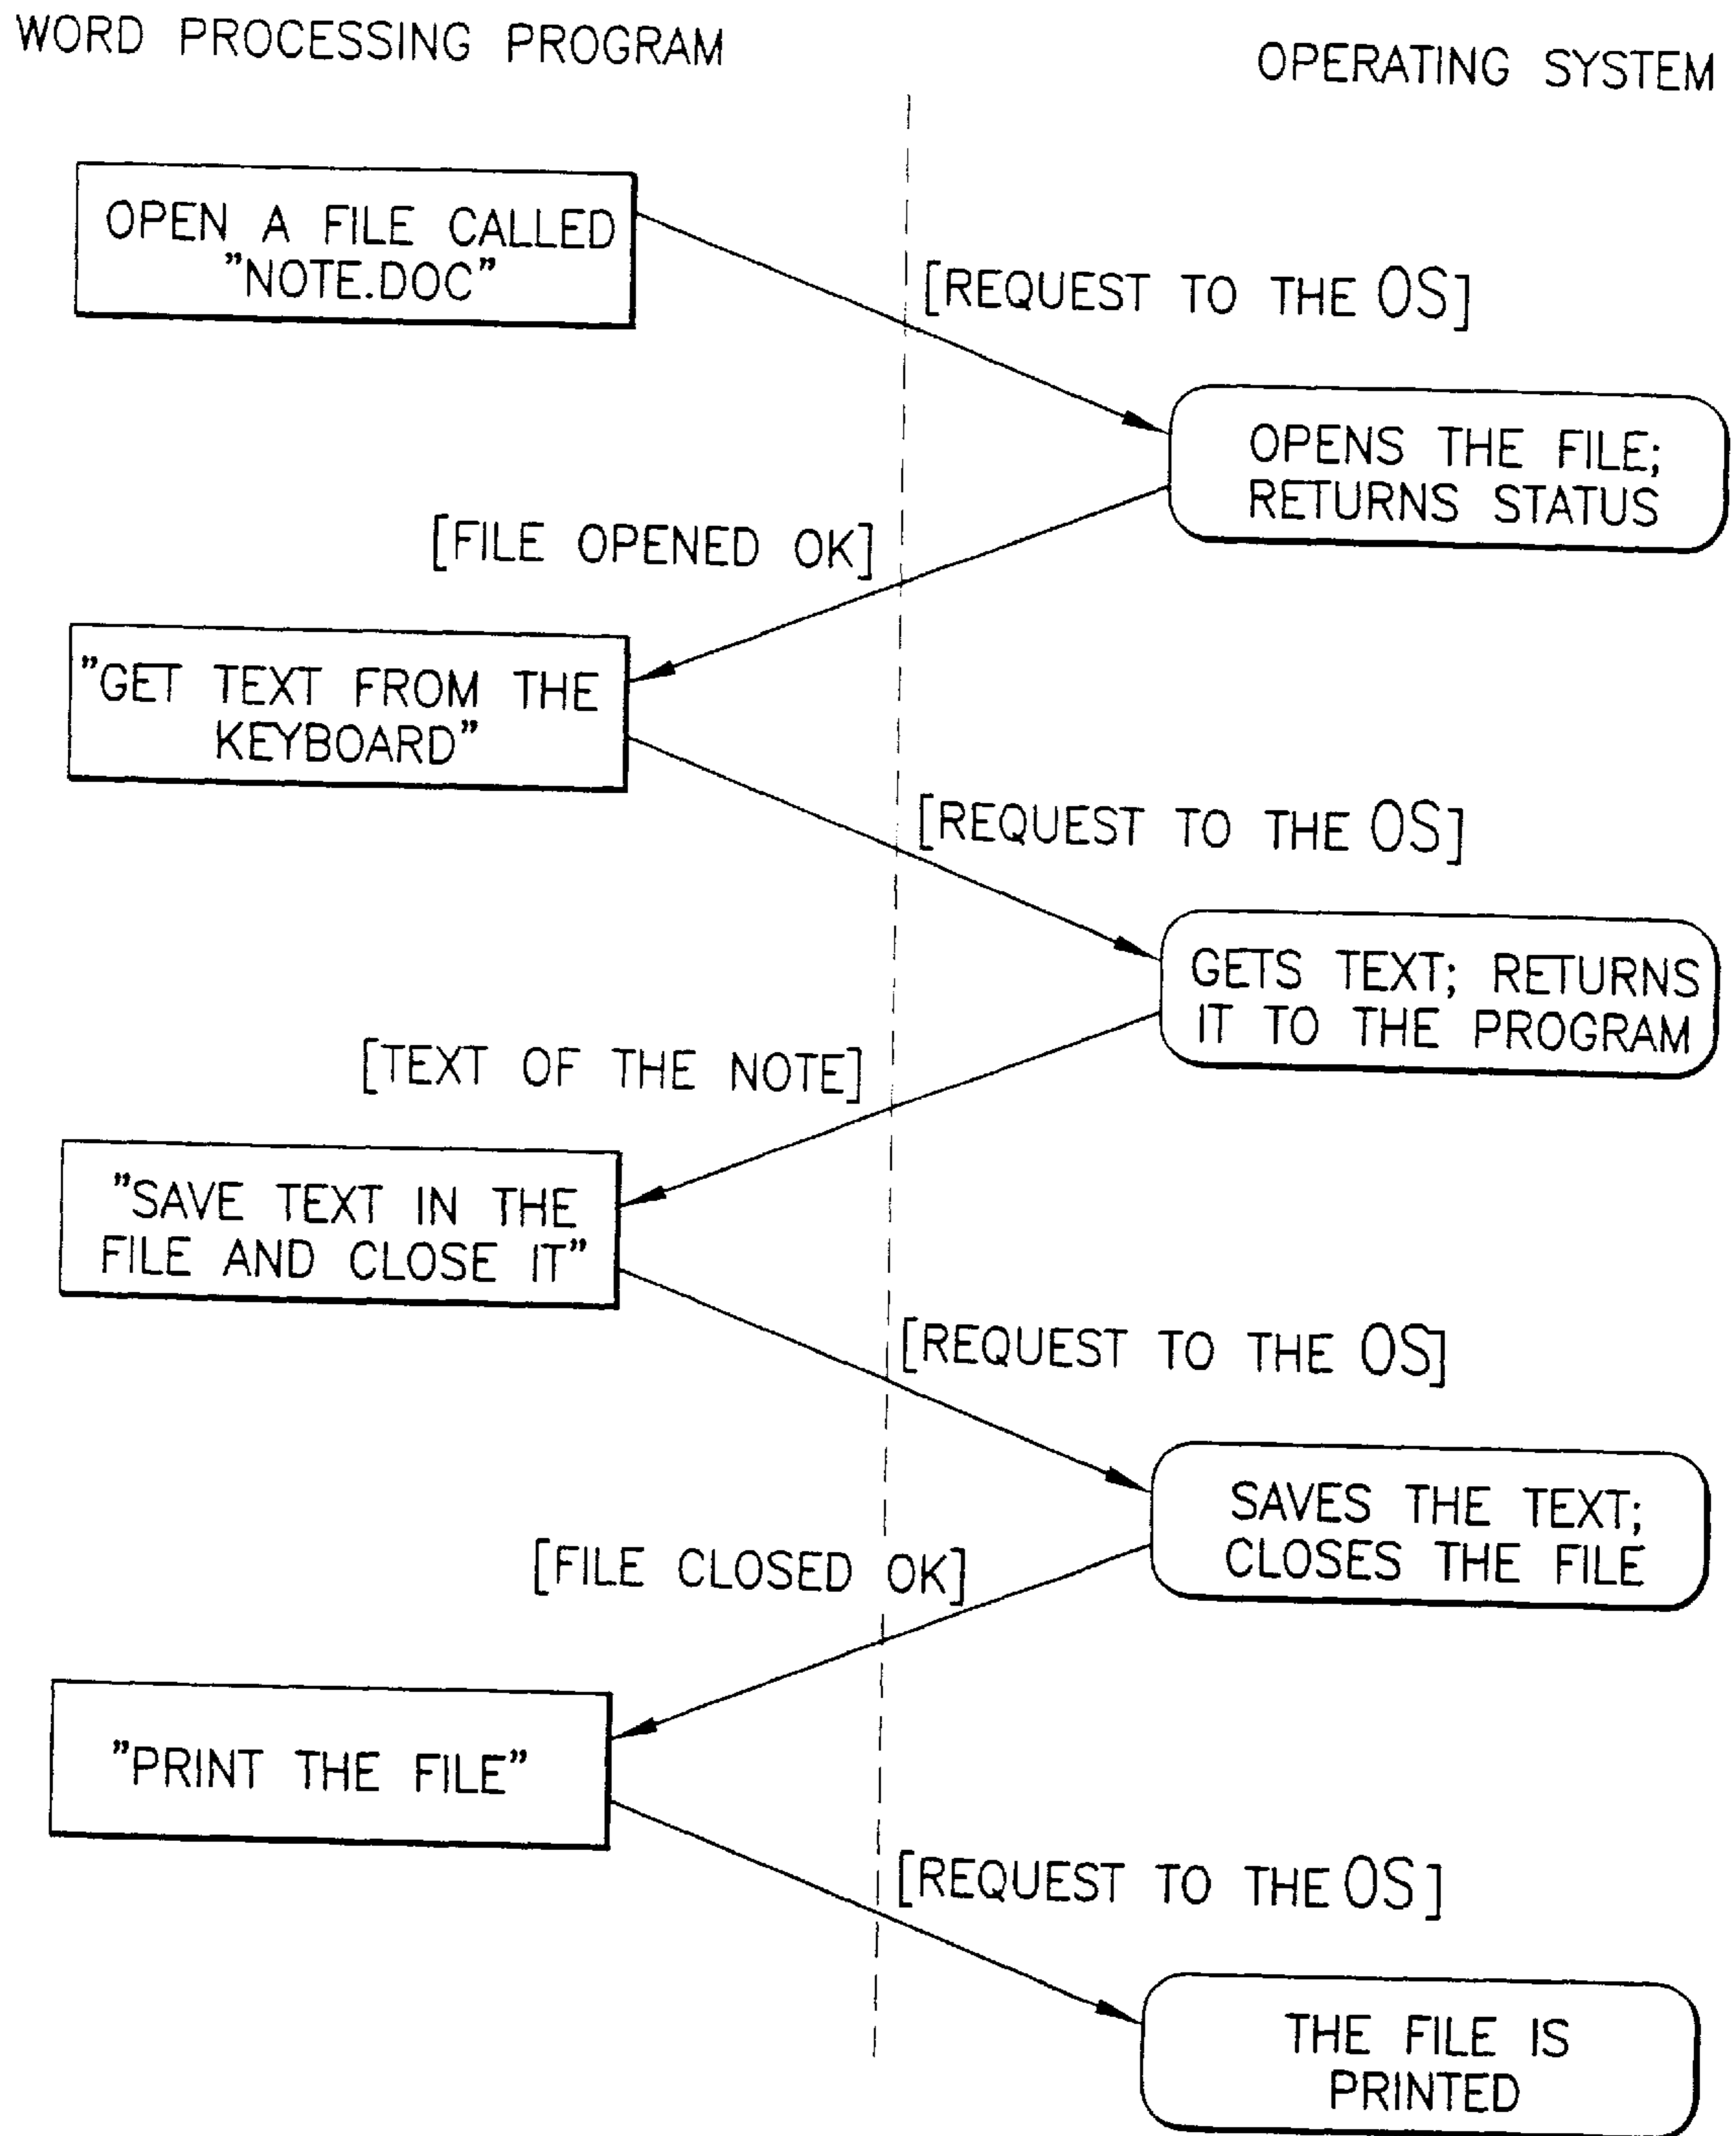 WORD PROCESSING PROGRAM
OPERATING SYSTEM
OPEN A FILE CALLED
"NOTE.DOC"
[REQUEST TO THE OS]
OPENS THE FILE;
RETURNS STATUS
[FILE OPENED OK]
"GET TEXT FROM THE
KEYBOARD"
[REQUEST TO THE OS]
GETS TEXT; RETURNS
IT TO THE PROGRAM
[TEXT OF THE NOTE]
"SAVE TEXT IN THE
FILE AND CLOSE IT"
[REQUEST TO THE OS]
SAVES THE TEXT;
CLOSES THE FILE
[FILE CLOSED OK]
"PRINT THE FILE"
[REQUEST TO THE OS]
THE FILE IS
PRINTED